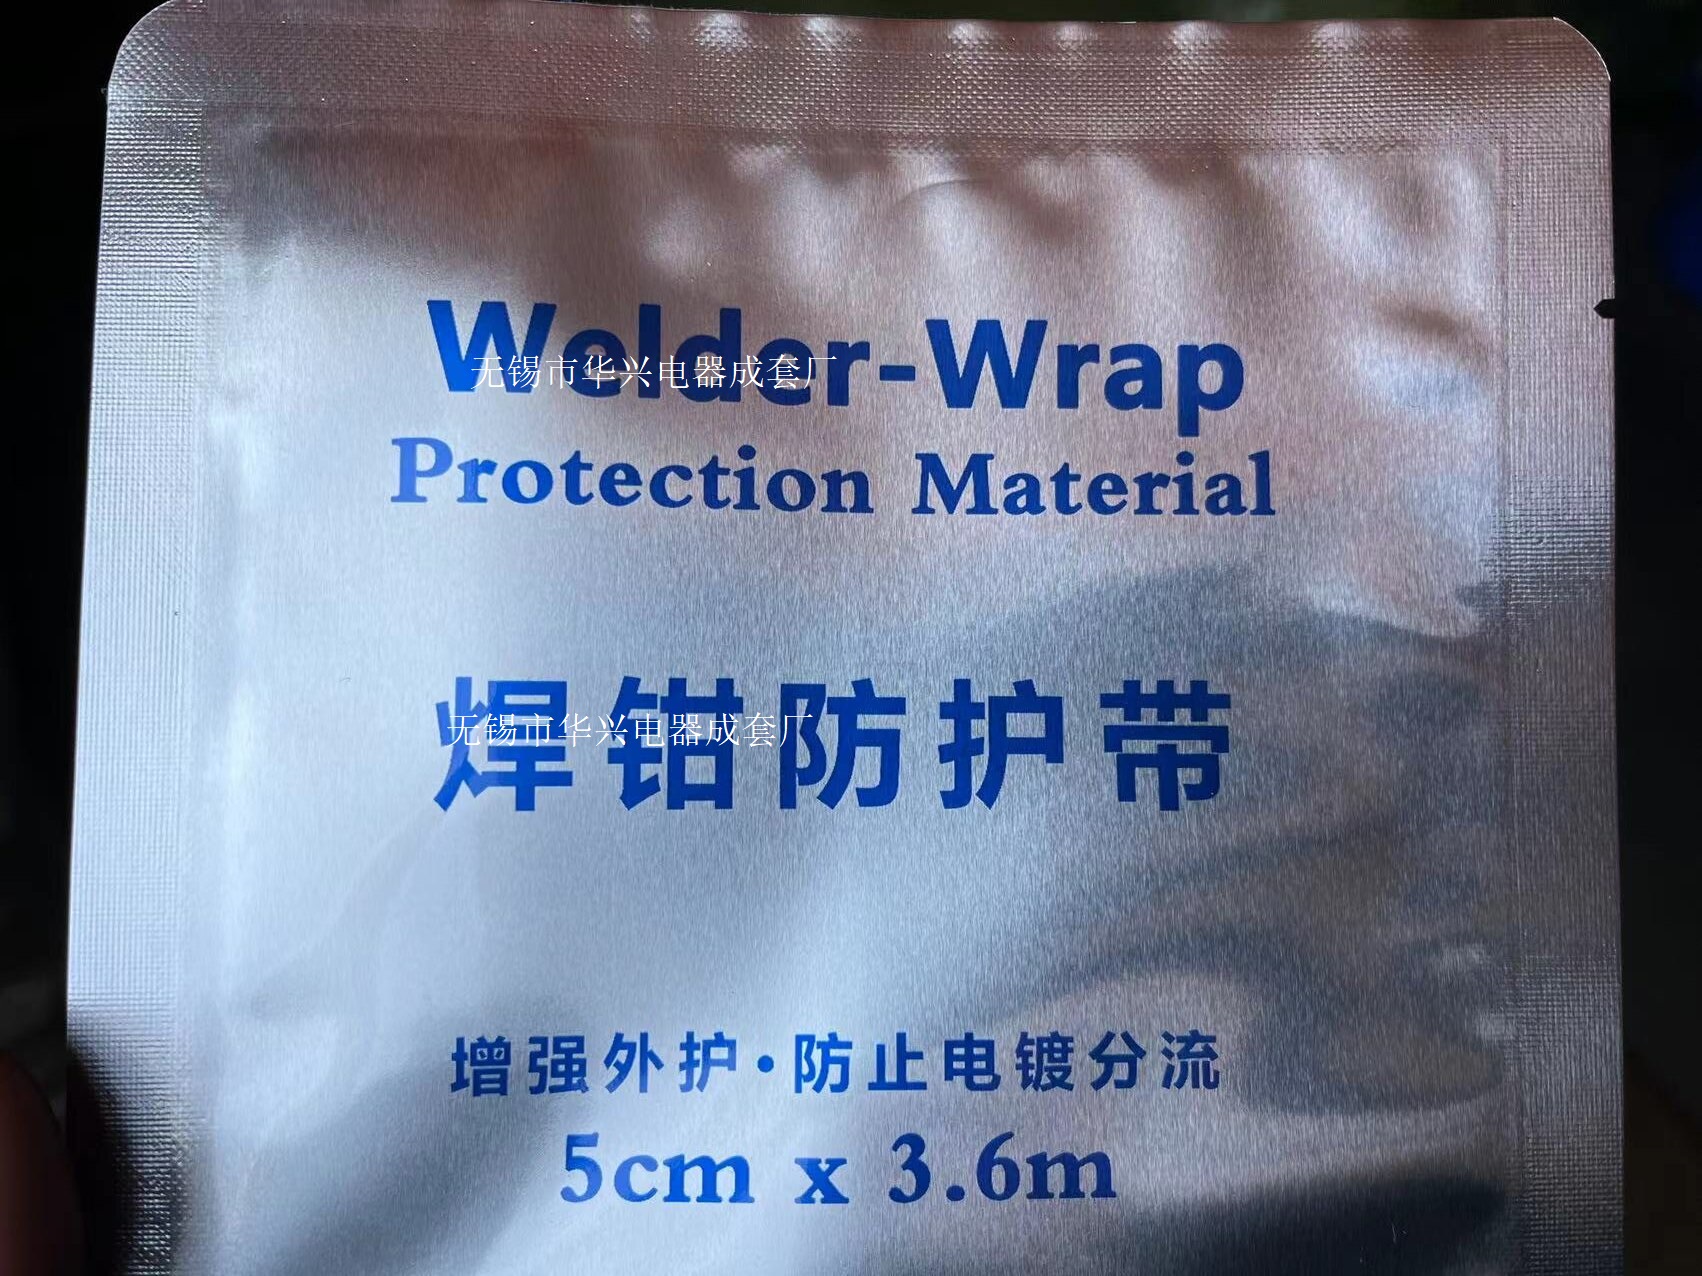 Welder-Wrap
无锡市华兴电器成套厂
Protection Material
焊钳防护带
无锡市华兴电器成套厂
增强外护·防止电镀分流
5cm x 3.6m